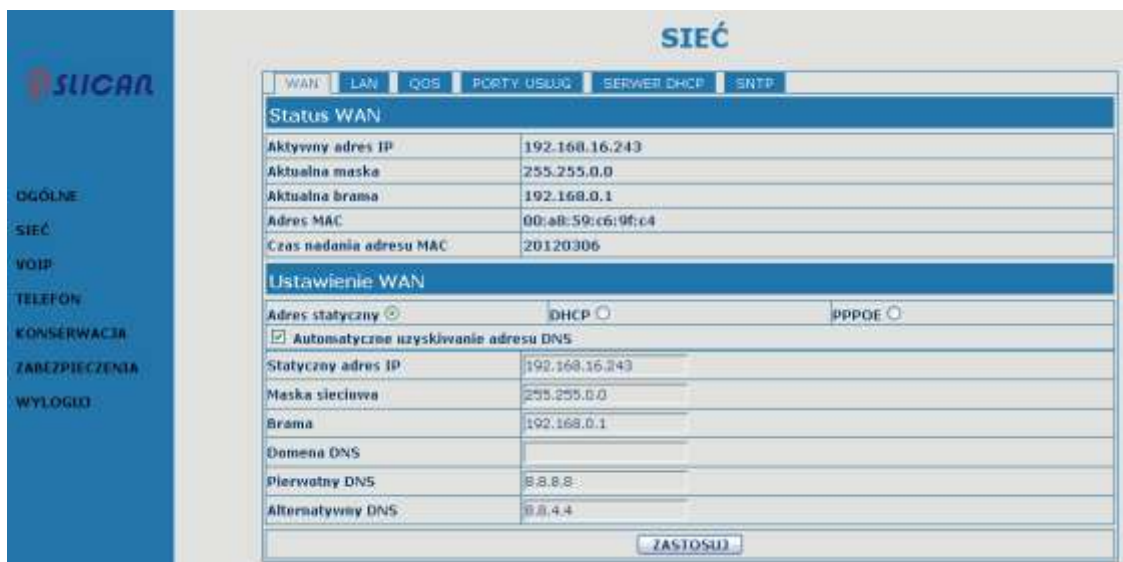 SIEĆ
SLICAN
WAN LAN QOS PORTY USŁUG SERWER DHCP SNTP
Status WAN
Aktywny adres IP 192.168.16.243
Aktualna maska 255.255.0.0
Aktualna brama 192.168.0.1
Adres MAC 00:a8:59:c6:9f:c4
Czas nadania adresu MAC 20120306
OGÓLNE
SIEĆ
VOIP
TELEFON
KONSERWACJA
ZABEZPIECZENIA
WYLOGUJ
Ustawienie WAN
Adres statyczny DHCP PPPOE
Automatyczne uzyskiwanie adresu DNS
Statyczny adres IP 192.168.16.243
Maska sieciowa 255.255.0.0
Brama 192.168.0.1
Domena DNS
Pierwotny DNS 8.8.8.8
Alternatywny DNS 8.8.4.4
ZASTOSUJ